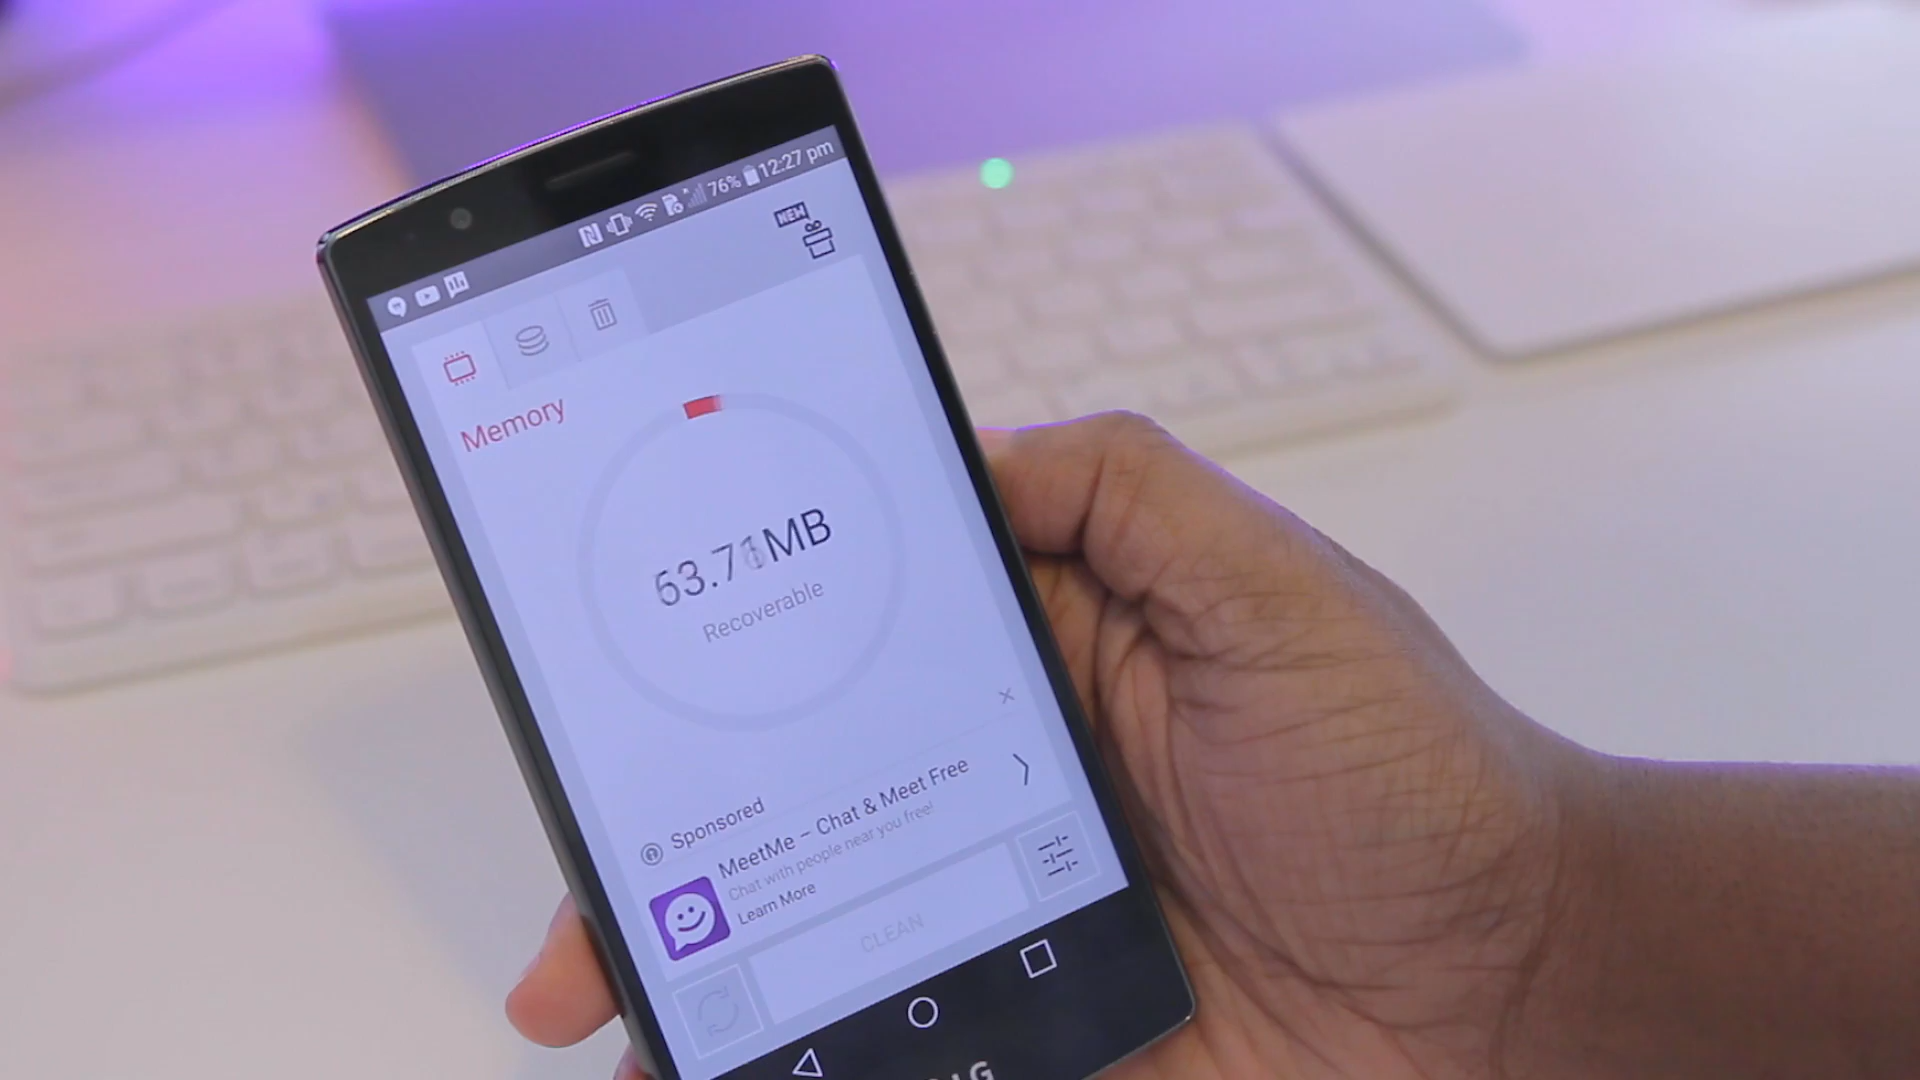 76% 12:27 pm
NEW
Memory
MB
Recoverable
Sponsored
MeetMe – Chat & Meet Free
Chat with people near you free!
Learn More
CLEAN
LG